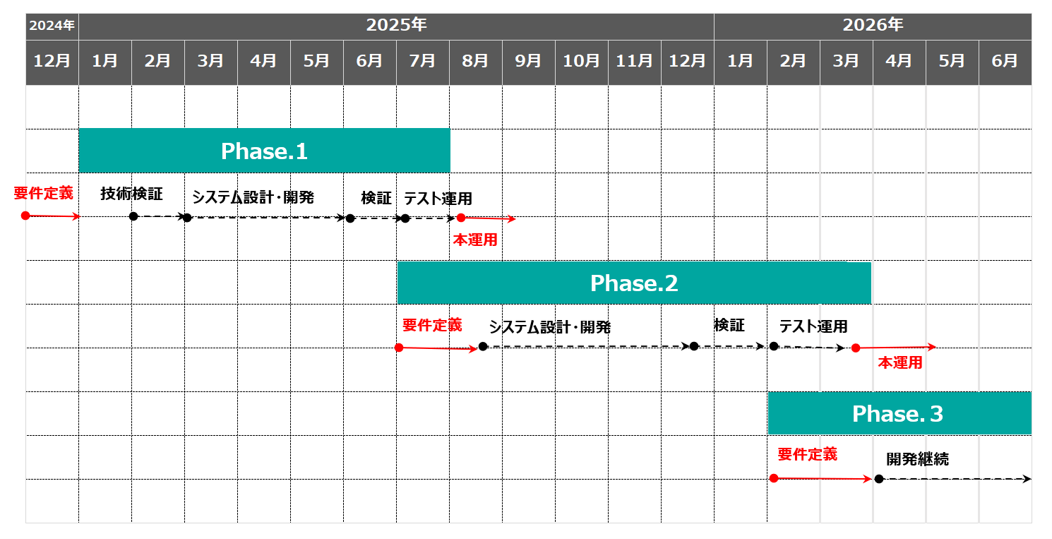 2024年 2025年 2026年
12月 1月 2月 3月 4月 5月 6月 7月 8月 9月 10月 11月 12月 1月 2月 3月 4月 5月 6月
Phase.1
要件定義 技術検証 システム設計・開発 検証 テスト運用
本運用
Phase.2
要件定義 システム設計・開発 検証 テスト運用
本運用
Phase.3
要件定義 開発継続